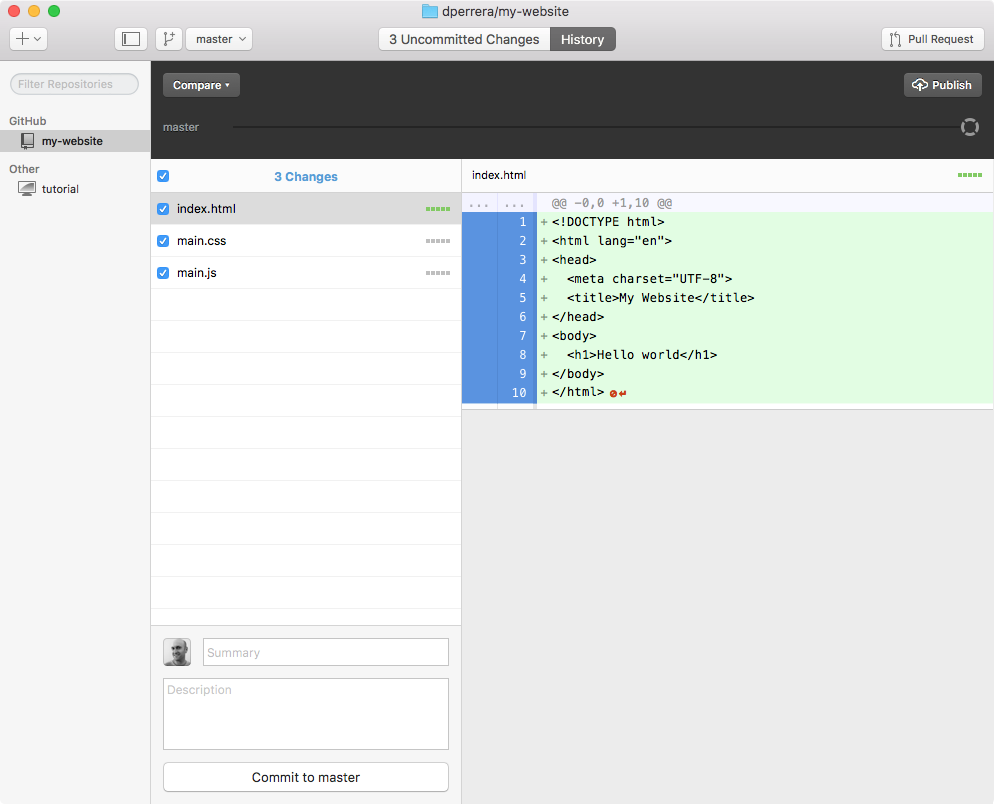 dperrera/my-website
master
3 Uncommitted Changes
History
Pull Request
Filter Repositories
GitHub
my-website
Other
tutorial
Compare
Publish
master
3 Changes
index.html
main.css
main.js
Summary
Description
Commit to master
index.html
... ... @@ -0,0 +1,10 @@
1 +<!DOCTYPE html>
2 +<html lang="en">
3 +<head>
4 +  <meta charset="UTF-8">
5 +  <title>My Website</title>
6 +</head>
7 +<body>
8 +  <h1>Hello world</h1>
9 +</body>
10 +</html>